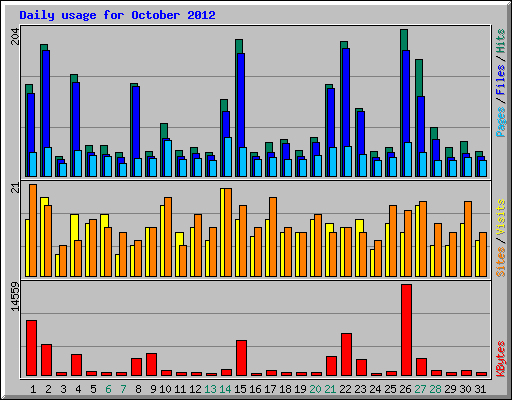 Daily usage for October 2012
204
Pages / Files / Hits
21
Sites / Visits
14559
KBytes
1 2 3 4 5 6 7 8 9 10 11 12 13 14 15 16 17 18 19 20 21 22 23 24 25 26 27 28 29 30 31